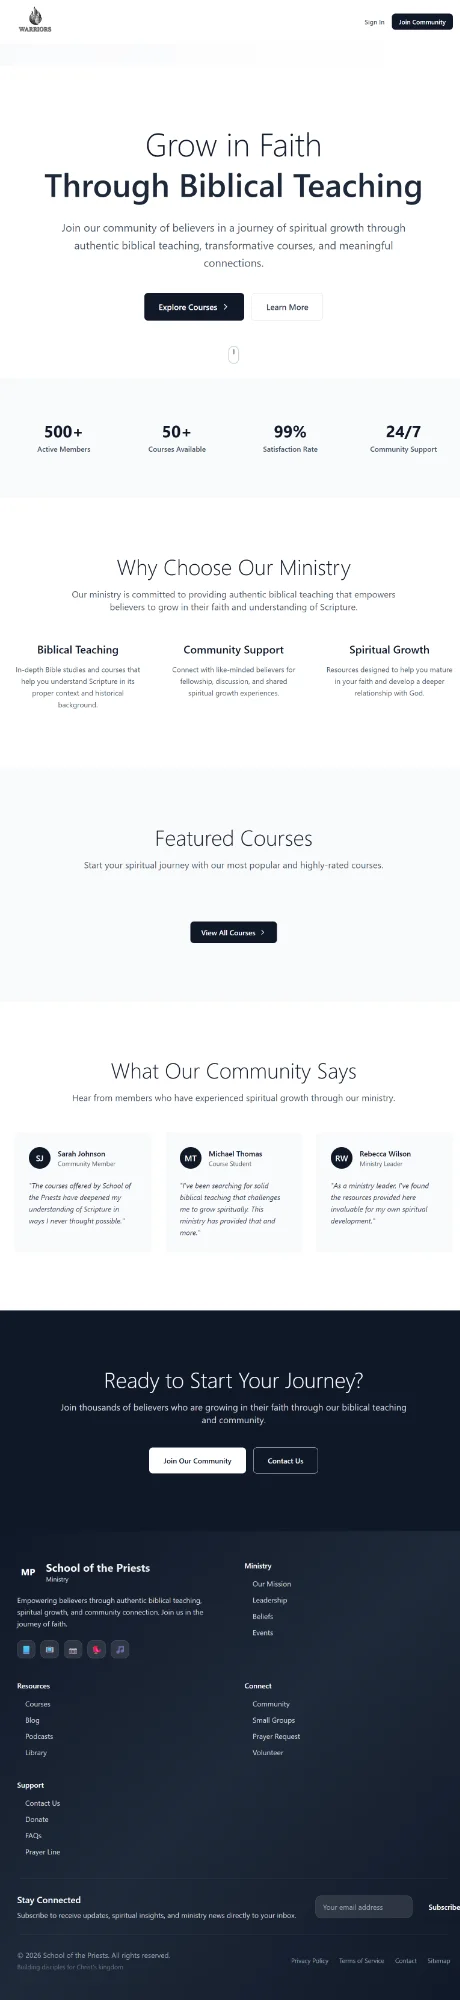 WARRIORS
Sign In
Join Community
Grow in Faith
Through Biblical Teaching
Join our community of believers in a journey of spiritual growth through
authentic biblical teaching, transformative courses, and meaningful
connections.
Explore Courses
Learn More
500+
Active Members
50+
Courses Available
99%
Satisfaction Rate
24/7
Community Support
Why Choose Our Ministry
Our ministry is committed to providing authentic biblical teaching that empowers
believers to grow in their faith and understanding of Scripture.
Biblical Teaching
In-depth Bible studies and courses that
help you understand Scripture in its
proper context and historical
background.
Community Support
Connect with like-minded believers for
fellowship, discussion, and shared
spiritual growth experiences.
Spiritual Growth
Resources designed to help you mature
in your faith and develop a deeper
relationship with God.
Featured Courses
Start your spiritual journey with our most popular and highly-rated courses.
View All Courses
What Our Community Says
Hear from members who have experienced spiritual growth through our ministry.
SJ
Sarah Johnson
Community Member
"The courses offered by School of
the Priests have deepened my
understanding of Scripture in
ways I never thought possible."
MT
Michael Thomas
Course Student
"I've been searching for solid
biblical teaching that challenges
me to grow spiritually. This
ministry has provided that and
more."
RW
Rebecca Wilson
Ministry Leader
"As a ministry leader, I've found
the resources provided here
invaluable for my own spiritual
development."
Ready to Start Your Journey?
Join thousands of believers who are growing in their faith through our biblical teaching
and community.
Join Our Community
Contact Us
MP
School of the Priests
Ministry
Empowering believers through authentic biblical teaching,
spiritual growth, and community connection. Join us in the
journey of faith.
Ministry
Our Mission
Leadership
Beliefs
Events
Resources
Courses
Blog
Podcasts
Library
Connect
Community
Small Groups
Prayer Request
Volunteer
Support
Contact Us
Donate
FAQs
Prayer Line
Stay Connected
Subscribe to receive updates, spiritual insights, and ministry news directly to your inbox.
Your email address
Subscribe
© 2026 School of the Priests. All rights reserved.
Building disciples for Christ's kingdom
Privacy Policy
Terms of Service
Contact
Sitemap